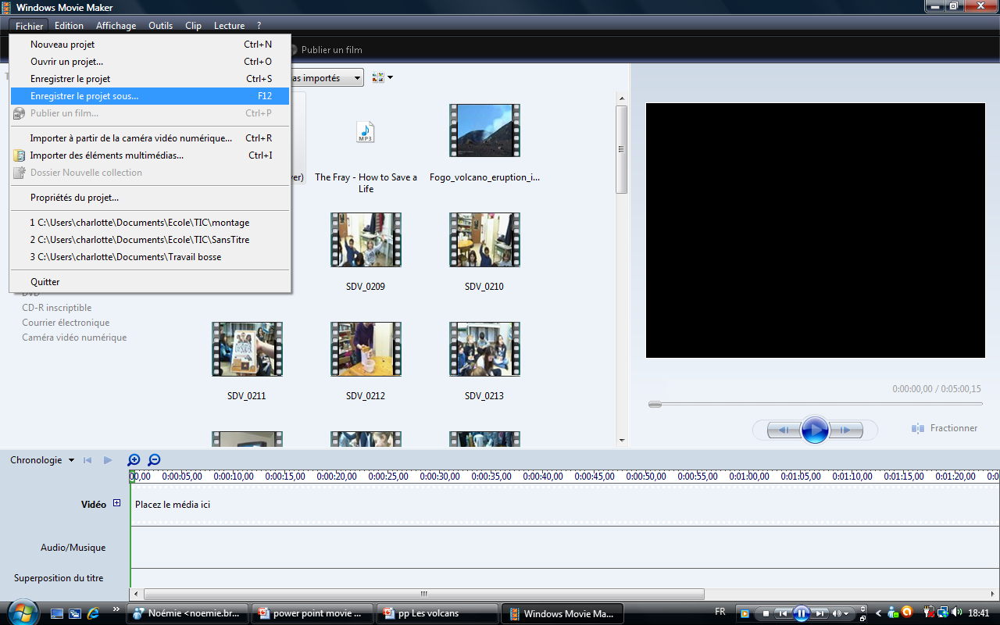 Windows Movie Maker
Fichier Edition Affichage Outils Clip Lecture ?
Nouveau projet Ctrl+N
Ouvrir un projet... Ctrl+O
Enregistrer le projet Ctrl+S
Enregistrer le projet sous... F12
Publier un film... Ctrl+P
Importer à partir de la caméra vidéo numérique... Ctrl+R
Importer des éléments multimédias... Ctrl+I
Dossier Nouvelle collection
Propriétés du projet...
1 C:\Users\charlotte\Documents\Ecole\TIC\montage
2 C:\Users\charlotte\Documents\Ecole\TIC\SansTitre
3 C:\Users\charlotte\Documents\Travail bosse
Quitter
DVD
CD-R inscriptible
Courrier électronique
Caméra vidéo numérique
Publier un film
as importés
MP3
ver) The Fray - How to Save a Life Fogo_volcano_eruption_i...
SDV_0209 SDV_0210
SDV_0211 SDV_0212 SDV_0213
0:00:00,00 / 0:05:00,15
Fractionner
Chronologie
00,00 0:00:05,00 0:00:10,00 0:00:15,00 0:00:20,00 0:00:25,00 0:00:30,00 0:00:35,00 0:00:40,00 0:00:45,00 0:00:50,00 0:00:55,00 0:01:00,00 0:01:05,00 0:01:10,00 0:01:15,00 0:01:20,00 0:0
Vidéo Placez le média ici
Audio/Musique
Superposition du titre
Noémie <noemie.br... power point movie ... pp Les volcans Windows Movie Ma... FR 18:41